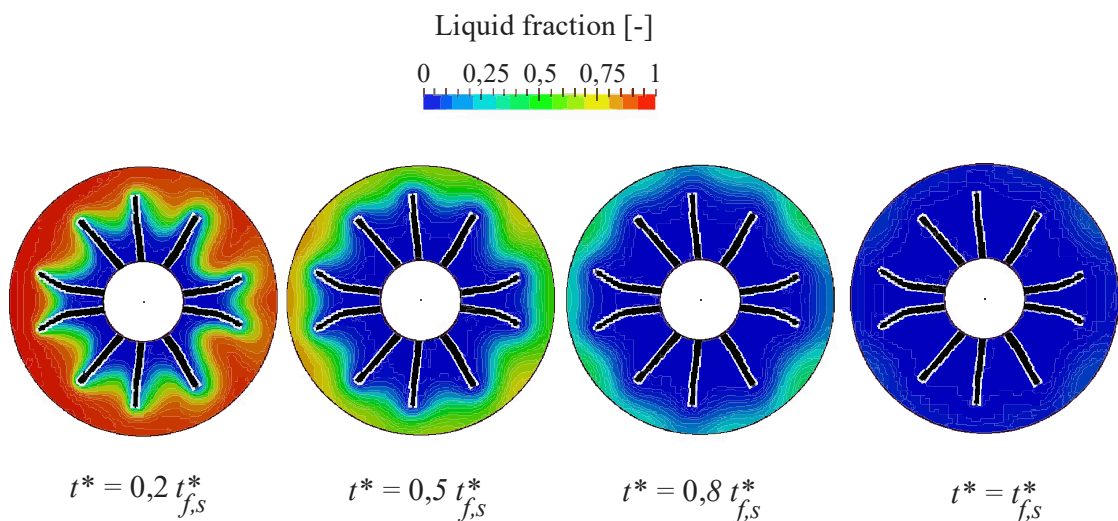 Liquid fraction [-]
0 0,25 0,5 0,75 1
t* = 0,2 t*f,s
t* = 0,5 t*f,s
t* = 0,8 t*f,s
t* = t*f,s